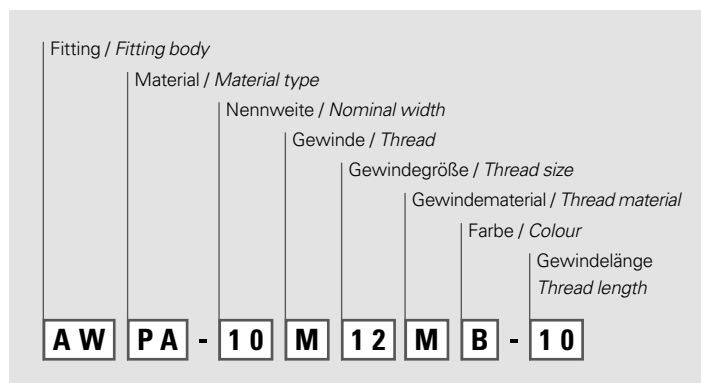 Fitting / Fitting body
Material / Material type
Nennweite / Nominal width
Gewinde / Thread
Gewindegröße / Thread size
Gewindematerial / Thread material
Farbe / Colour
Gewindelänge
Thread length
AW PA - 10 M 12 M B - 10